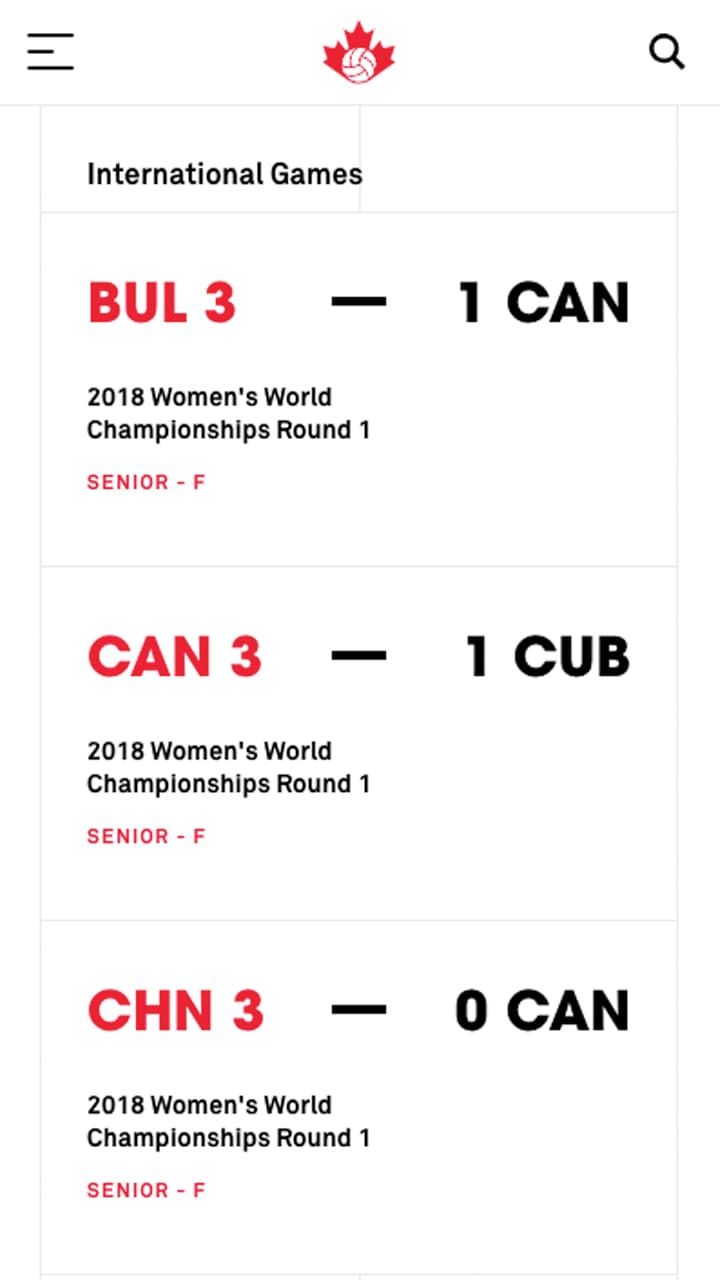 International Games
BUL 3 — 1 CAN
2018 Women's World
Championships Round 1
SENIOR - F
CAN 3 — 1 CUB
2018 Women's World
Championships Round 1
SENIOR - F
CHN 3 — 0 CAN
2018 Women's World
Championships Round 1
SENIOR - F